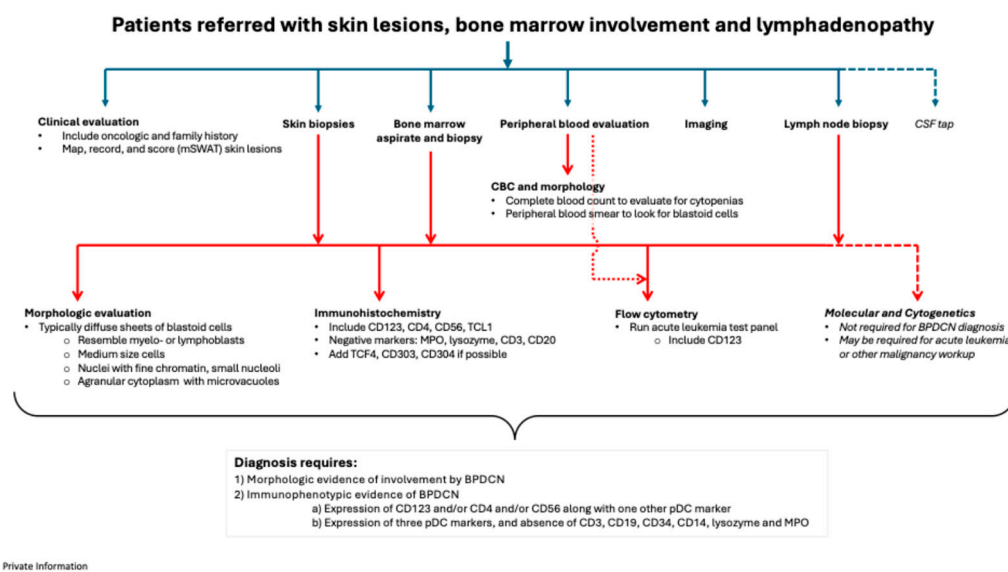 Patients referred with skin lesions, bone marrow involvement and lymphadenopathy
Clinical evaluation
• Include oncologic and family history
• Map, record, and score (mSWAT) skin lesions
Skin biopsies
Bone marrow
aspirate and biopsy
Peripheral blood evaluation
Imaging
Lymph node biopsy
CSF tap
CBC and morphology
• Complete blood count to evaluate for cytopenias
• Peripheral blood smear to look for blastoid cells
Morphologic evaluation
• Typically diffuse sheets of blastoid cells
o Resemble myelo- or lymphoblasts
o Medium size cells
o Nuclei with fine chromatin, small nucleoli
o Agranular cytoplasm with microvacuoles
Immunohistochemistry
• Include CD123, CD4, CD56, TCL1
• Negative markers: MPO, lysozyme, CD3, CD20
• Add TCF4, CD303, CD304 if possible
Flow cytometry
• Run acute leukemia test panel
o Include CD123
Molecular and Cytogenetics
• Not required for BPDCN diagnosis
• May be required for acute leukemia
or other malignancy workup
Diagnosis requires:
1) Morphologic evidence of involvement by BPDCN
2) Immunophenotypic evidence of BPDCN
a) Expression of CD123 and/or CD4 and/or CD56 along with one other pDC marker
b) Expression of three pDC markers, and absence of CD3, CD19, CD34, CD14, lysozyme and MPO
Private Information